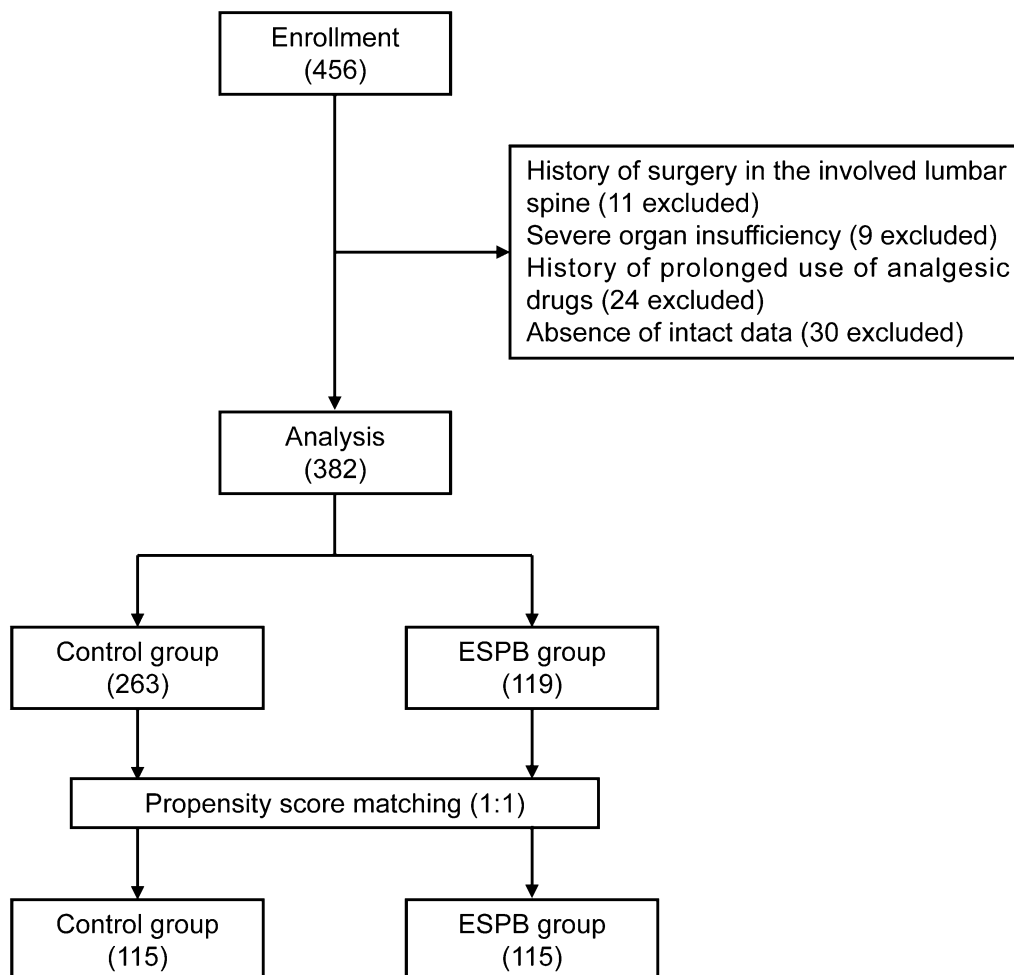 Enrollment
(456)
History of surgery in the involved lumbar
spine (11 excluded)
Severe organ insufficiency (9 excluded)
History of prolonged use of analgesic
drugs (24 excluded)
Absence of intact data (30 excluded)
Analysis
(382)
Control group
(263)
ESPB group
(119)
Propensity score matching (1:1)
Control group
(115)
ESPB group
(115)